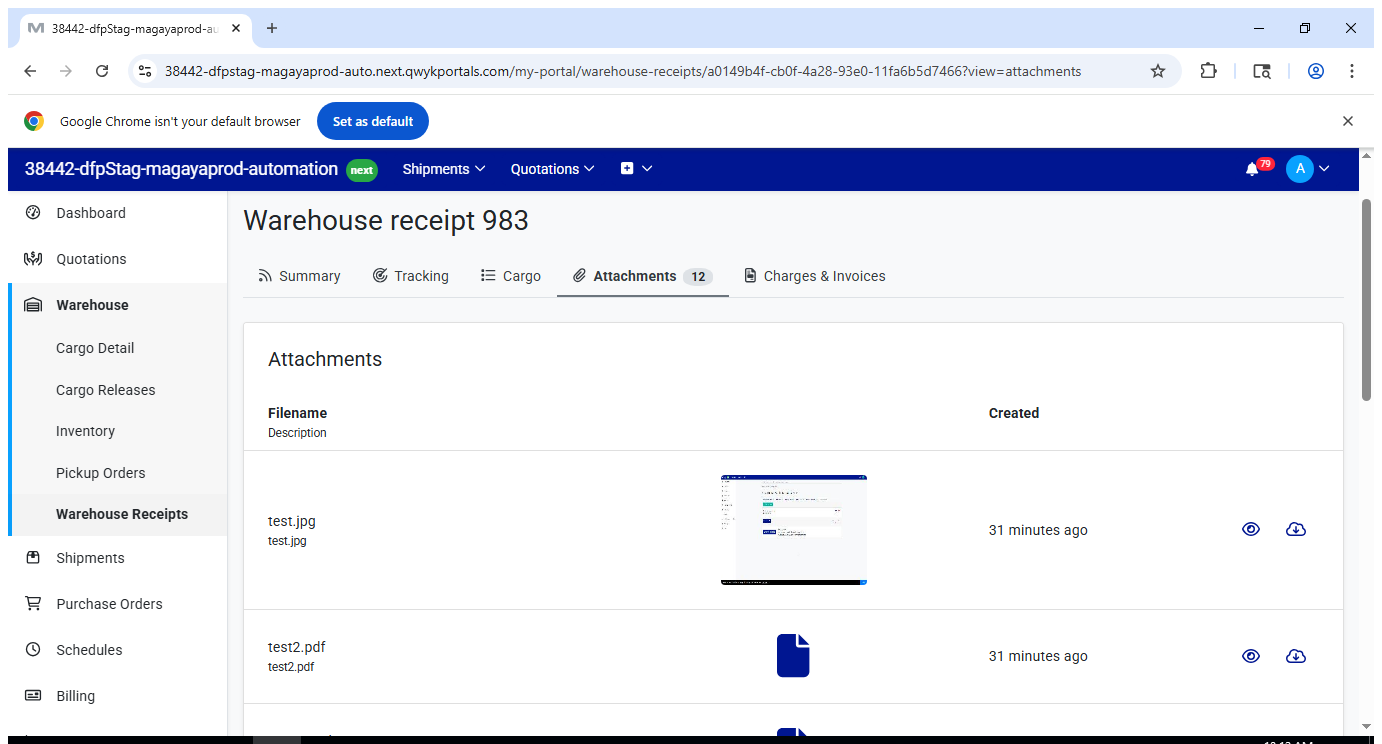 38442-dfpStag-magayaprod-au
38442-dfpstag-magayaprod-auto.next.qwykportals.com/my-portal/warehouse-receipts/a0149b4f-cb0f-4a28-93e0-11fa6b5d7466?view=attachments
Google Chrome isn't your default browser
Set as default
38442-dfpStag-magayaprod-automation next Shipments Quotations 79 A
Dashboard
Quotations
Warehouse
Cargo Detail
Cargo Releases
Inventory
Pickup Orders
Warehouse Receipts
Shipments
Purchase Orders
Schedules
Billing
Warehouse receipt 983
Summary Tracking Cargo Attachments 12 Charges & Invoices
Attachments
Filename Created
Description
test.jpg
test.jpg
31 minutes ago
test2.pdf
test2.pdf
31 minutes ago